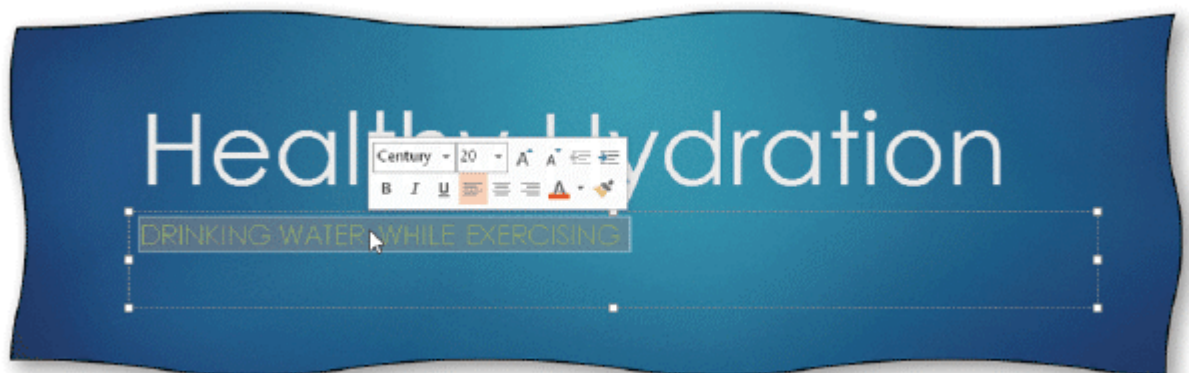 Healthy Hydration
Century 20 A A
B I U A
DRINKING WATER WHILE EXERCISING